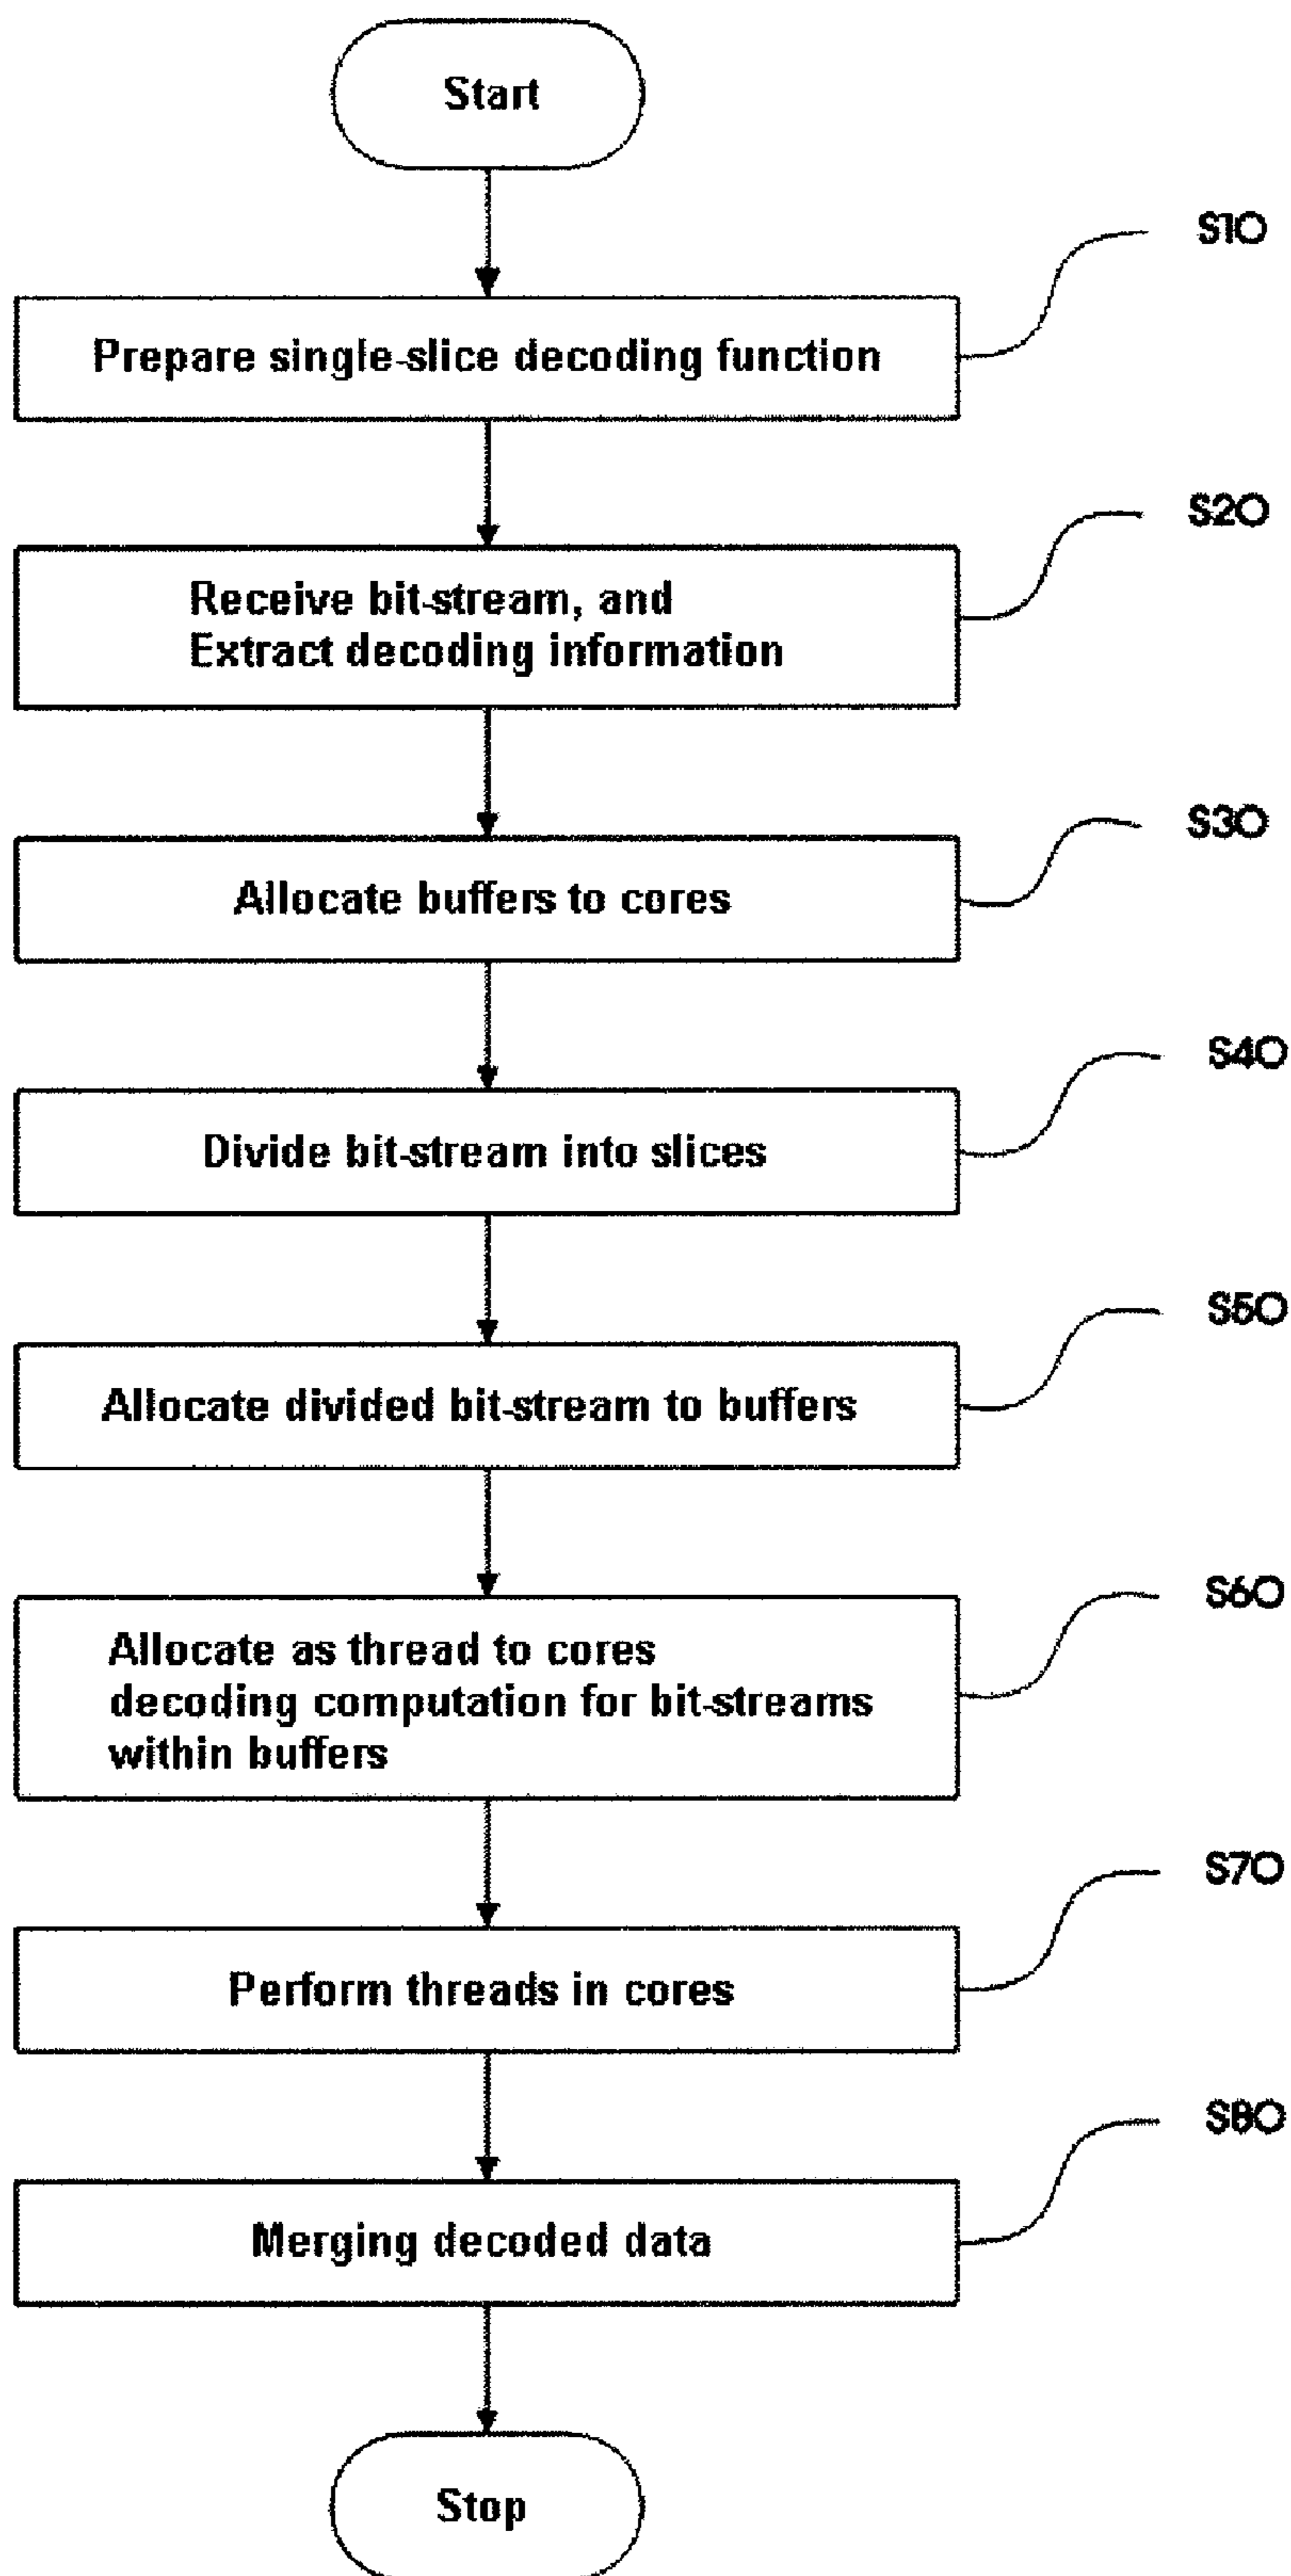 Start
S10
Prepare single-slice decoding function
S20
Receive bit-stream, and
Extract decoding information
S30
Allocate buffers to cores
S40
Divide bit-stream into slices
S50
Allocate divided bit-stream to buffers
S60
Allocate as thread to cores
decoding computation for bit-streams
within buffers
S70
Perform threads in cores
S80
Merging decoded data
Stop